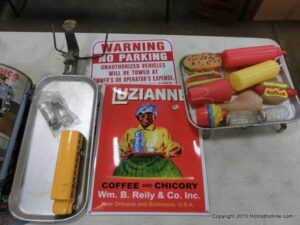 WARNING
NO PARKING
UNAUTHORIZED VEHICLES
WILL BE TOWED AT
OWNER'S OR OPERATOR'S EXPENSE.
LUZIANNE
COFFEE AND CHICORY
Wm. B. Reily & Co. Inc.
New Orleans and Baltimore, U.S.A.
Copyright 2015 Hotrodhotline.com